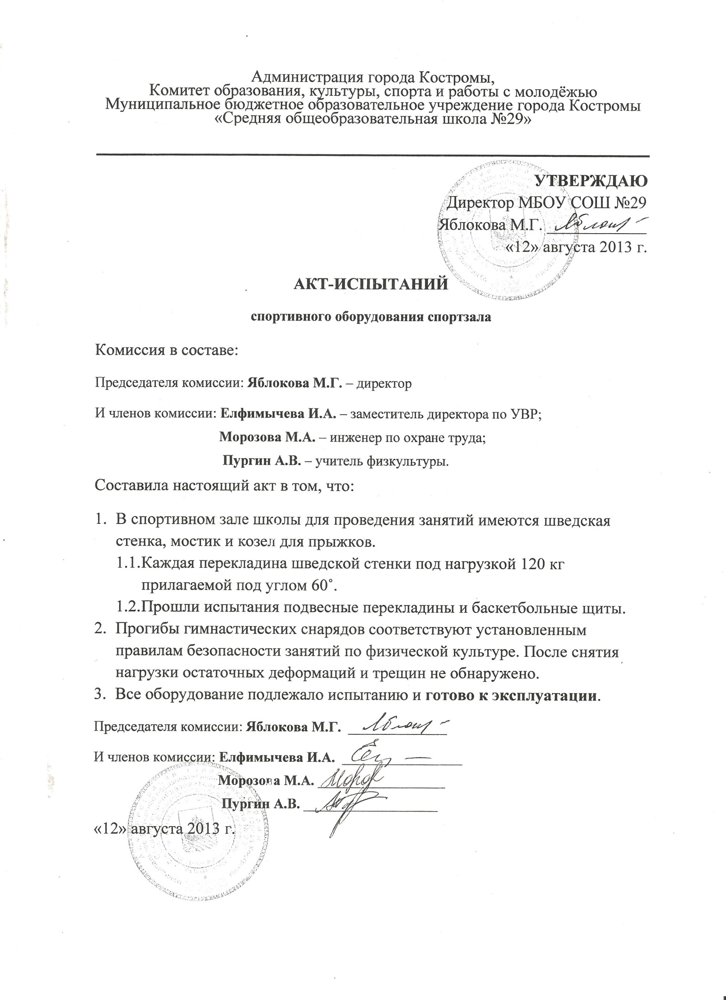 Администрация города Костромы,
Комитет образования, культуры, спорта и работы с молодёжью
Муниципальное бюджетное образовательное учреждение города Костромы
«Средняя общеобразовательная школа №29»
УТВЕРЖДАЮ
Директор МБОУ СОШ №29
Яблокова М.Г.
«12» августа 2013 г.
АКТ-ИСПЫТАНИЙ
спортивного оборудования спортзала
Комиссия в составе:
Председателя комиссии: Яблокова М.Г. – директор
И членов комиссии: Елфимычева И.А. – заместитель директора по УВР;
Морозова М.А. – инженер по охране труда;
Пургин А.В. – учитель физкультуры.
Составила настоящий акт в том, что:
1. В спортивном зале школы для проведения занятий имеются шведская
стенка, мостик и козел для прыжков.
1.1.Каждая перекладина шведской стенки под нагрузкой 120 кг
прилагаемой под углом 60˚.
1.2.Прошли испытания подвесные перекладины и баскетбольные щиты.
2. Прогибы гимнастических снарядов соответствуют установленным
правилам безопасности занятий по физической культуре. После снятия
нагрузки остаточных деформаций и трещин не обнаружено.
3. Все оборудование подлежало испытанию и готово к эксплуатации.
Председателя комиссии: Яблокова М.Г.
И членов комиссии: Елфимычева И.А.
Морозова М.А.
Пургин А.В.
«12» августа 2013 г.